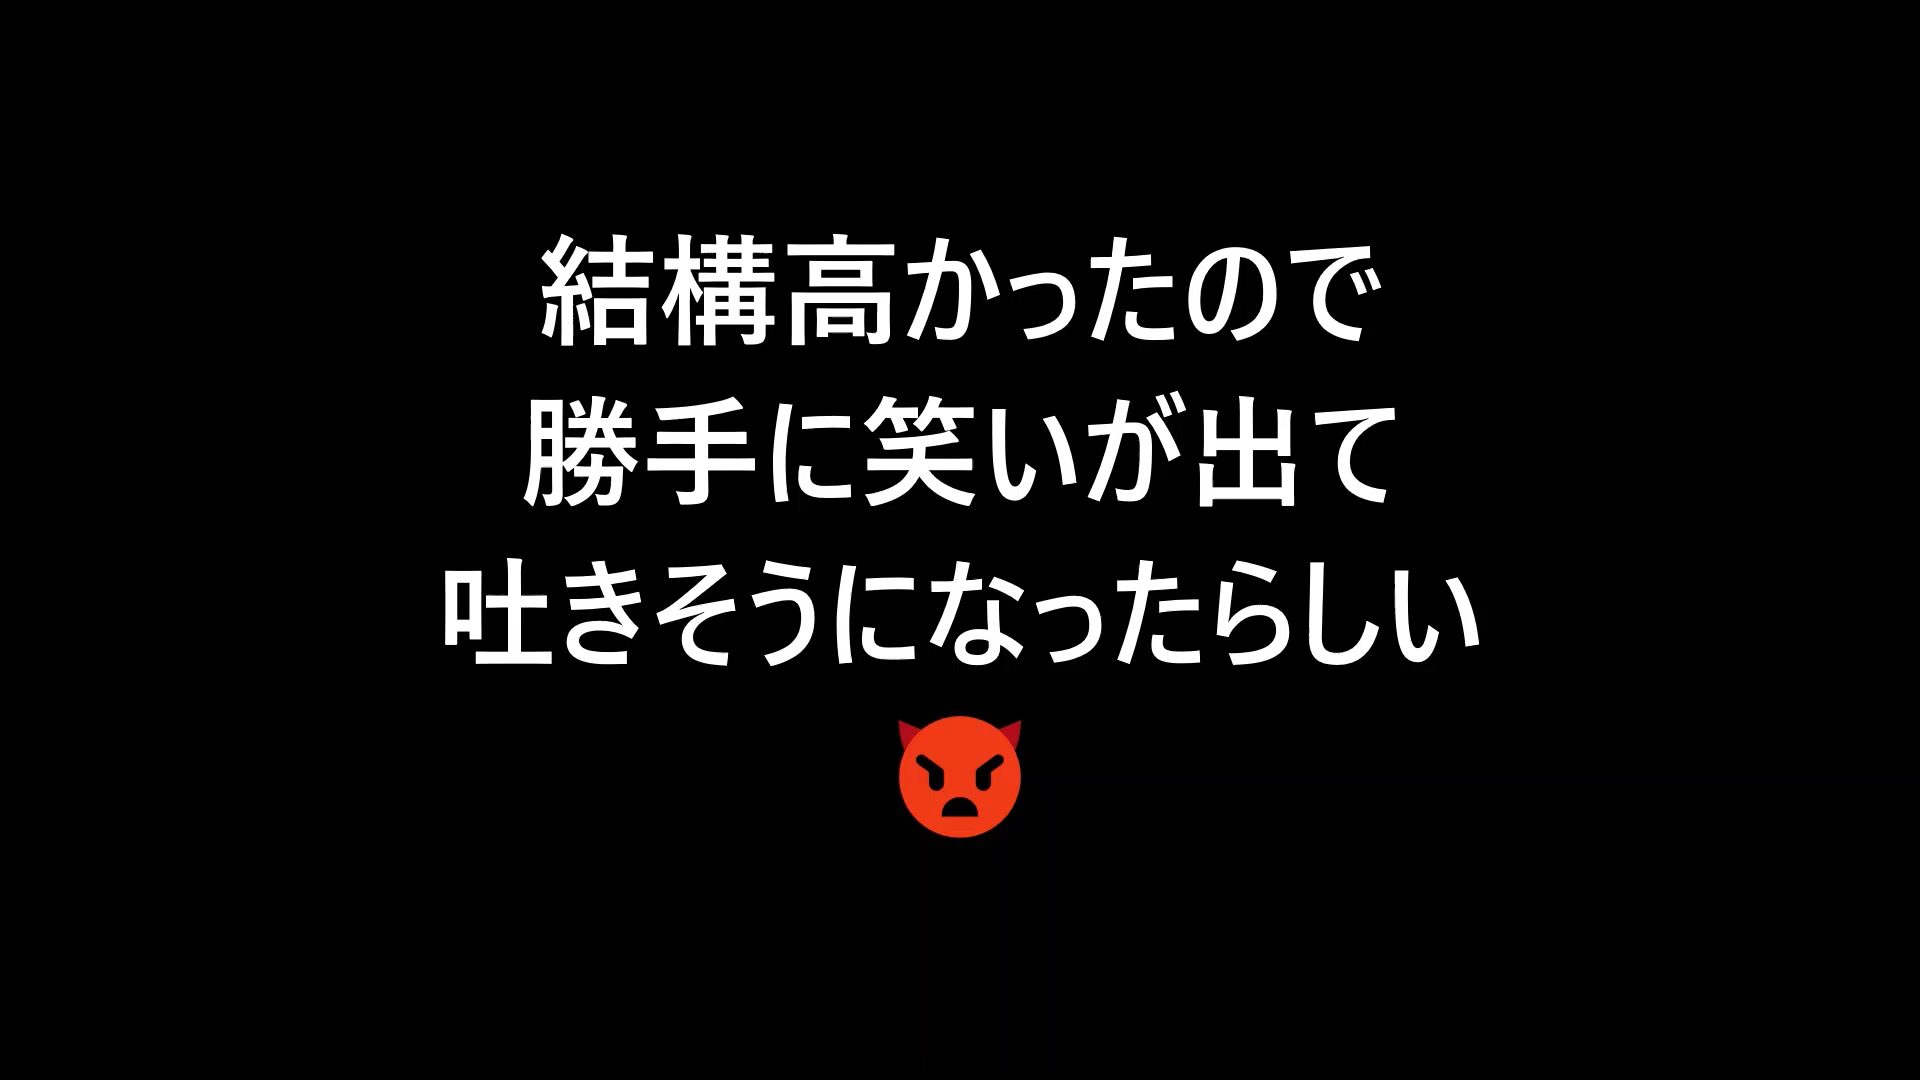 結構高かったので
勝手に笑いが出て
吐きそうになったらしい